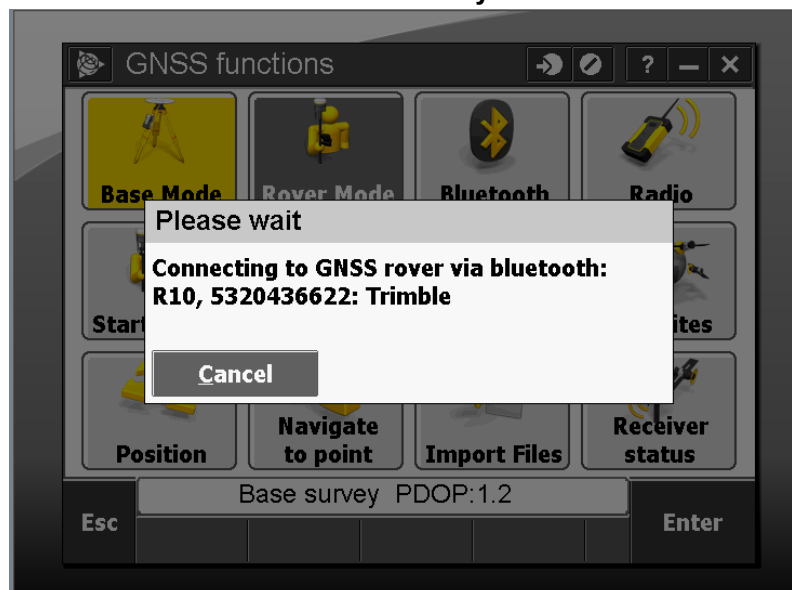 GNSS functions
?
Base Mode
Rover Mode
Bluetooth
Radio
Please wait
Connecting to GNSS rover via bluetooth:
R10, 5320436622: Trimble
Cancel
Position
Navigate
to point
Import Files
Receiver
status
Base survey PDOP:1.2
Esc
Enter